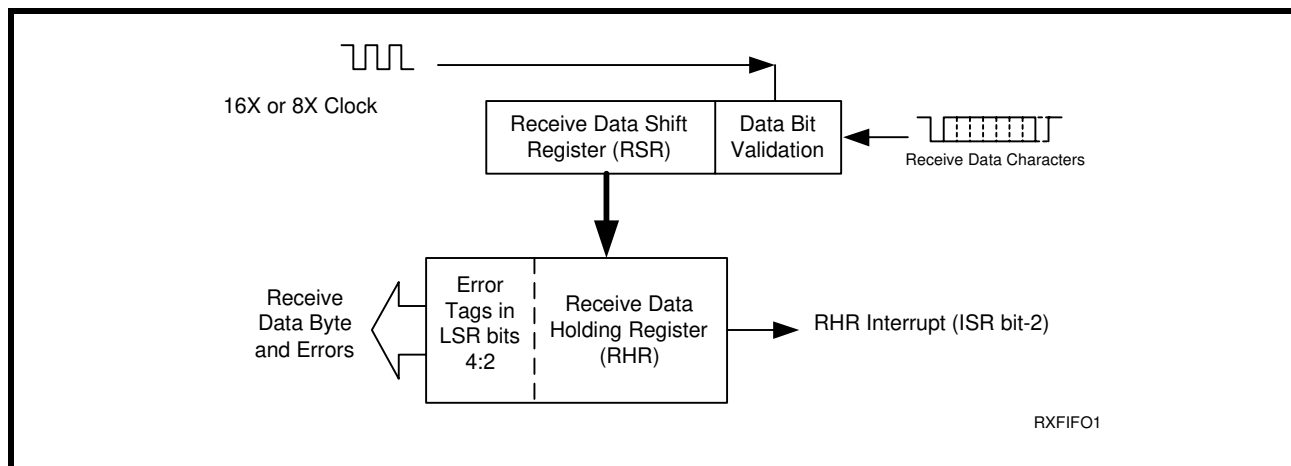 16X or 8X Clock
Receive Data Shift
Register (RSR)
Data Bit
Validation
Receive Data Characters
Receive
Data Byte
and Errors
Error
Tags in
LSR bits
4:2
Receive Data
Holding Register
(RHR)
RHR Interrupt (ISR bit-2)
RXFIFO1